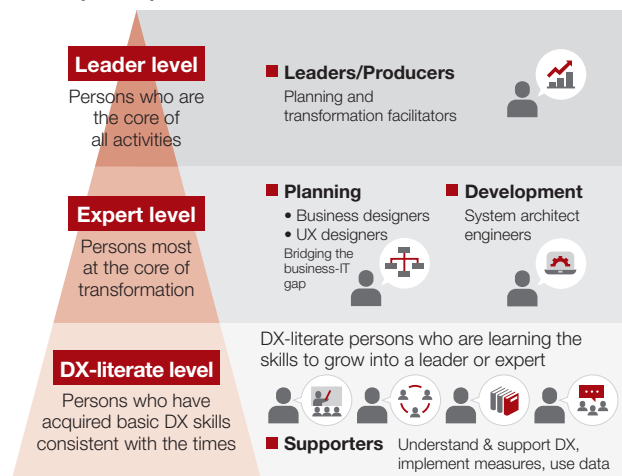 Leader level
Persons who are
the core of
all activities
Leaders/Producers
Planning and
transformation facilitators
Expert level
Persons most
at the core of
transformation
Planning
• Business designers
• UX designers
Bridging the
business-IT
gap
Development
System architect
engineers
DX-literate level
Persons who have
acquired basic DX skills
consistent with the times
DX-literate persons who are learning the
skills to grow into a leader or expert
Supporters
Understand & support DX,
implement measures, use data